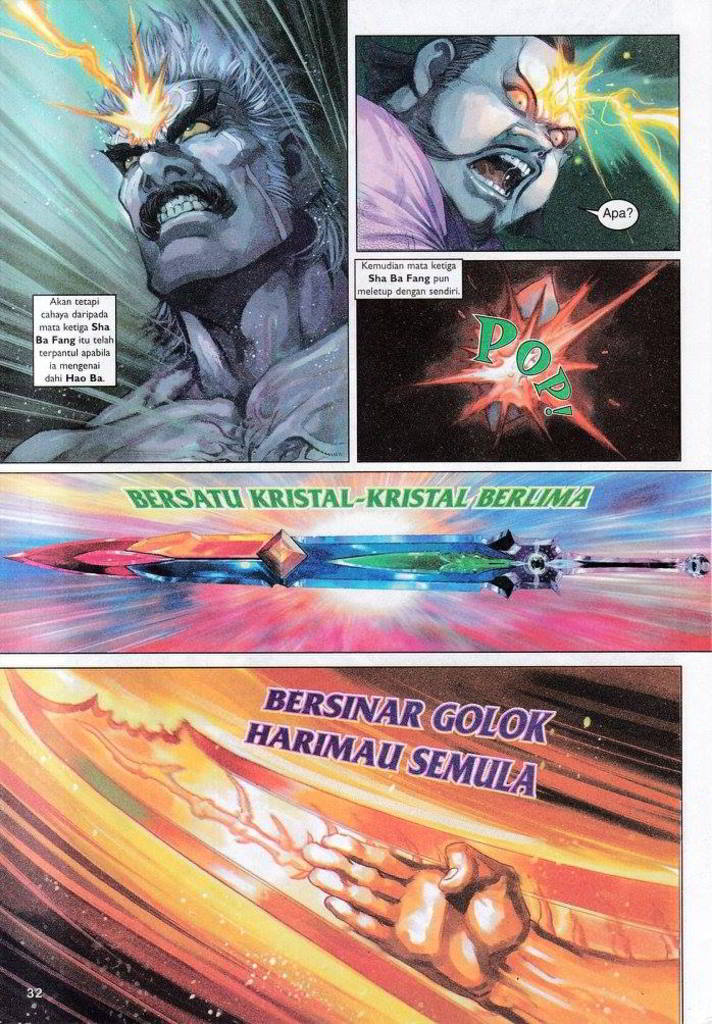 Akan tetapi
cahaya daripada
mata ketiga Sha
Ba Fang itu telah
terpantul apabila
ia mengenai
dahi Hao Ba.
Apa?
Kemudian mata ketiga
Sha Ba Fang pun
meletup dengan sendiri.
POP!
BERSATU KRISTAL-KRISTAL BERLIMA
BERSINAR GOLOK
HARIMAU SEMULA
32